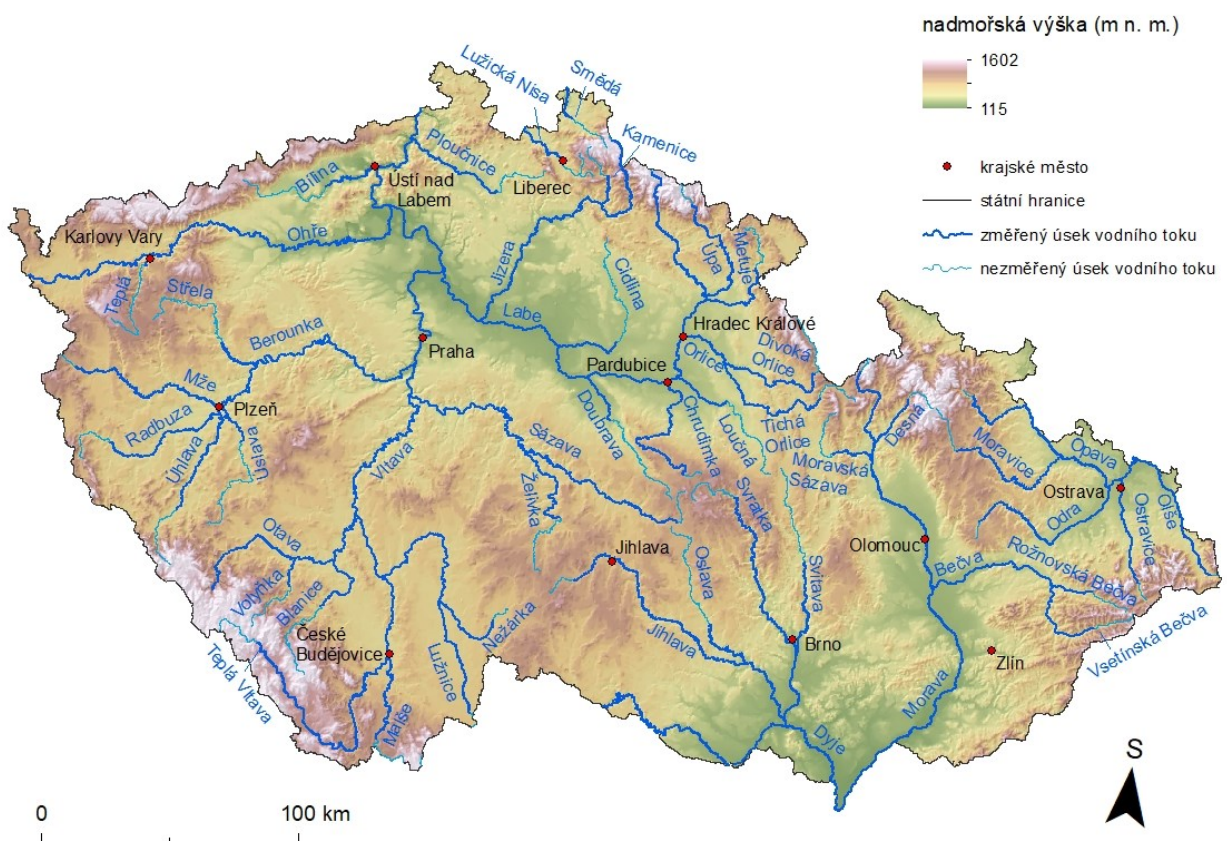 nadmořská výška (m n. m.)
1602
115
krajské město
státní hranice
změřený úsek vodního toku
nezměřený úsek vodního toku
Lužická Nisa
Smědá
Kamenice
Ploučnice
Bílina
Ústí nad
Labem
Liberec
Karlovy Vary
Ohře
Jizera
Cidlina
Úpa
Metuje
Teplá
Střela
Labe
Hradec Králové
Berounka
Praha
Pardubice
Orlice
Divoká
Orlice
Mže
Plzeň
Radbuza
Úhlava
Úslava
Vltava
Sázava
Želivka
Doubrava
Chrudimka
Loučná
Tichá
Orlice
Moravská
Sázava
Desná
Moravice
Opava
Ostrava
Odra
Ostravice
Olše
Svratka
Svitava
Olomouc
Bečva
Rožnovská Bečva
Vsetínská Bečva
Otava
Volyňka
Blanice
Jihlava
Oslava
Nežárka
Jihlava
Brno
Zlín
České
Budějovice
Lužnice
Teplá Vltava
Malše
Dyje
Morava
S
0
100 km